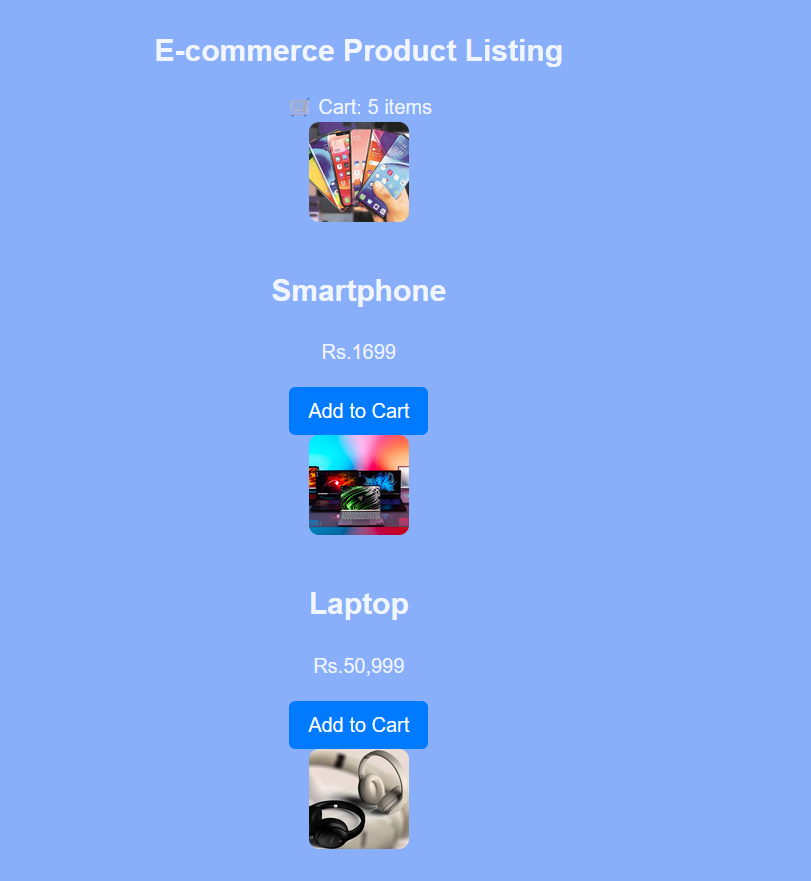 E-commerce Product Listing
🛒 Cart: 5 items
Smartphone
Rs.1699
Add to Cart
Laptop
Rs.50,999
Add to Cart